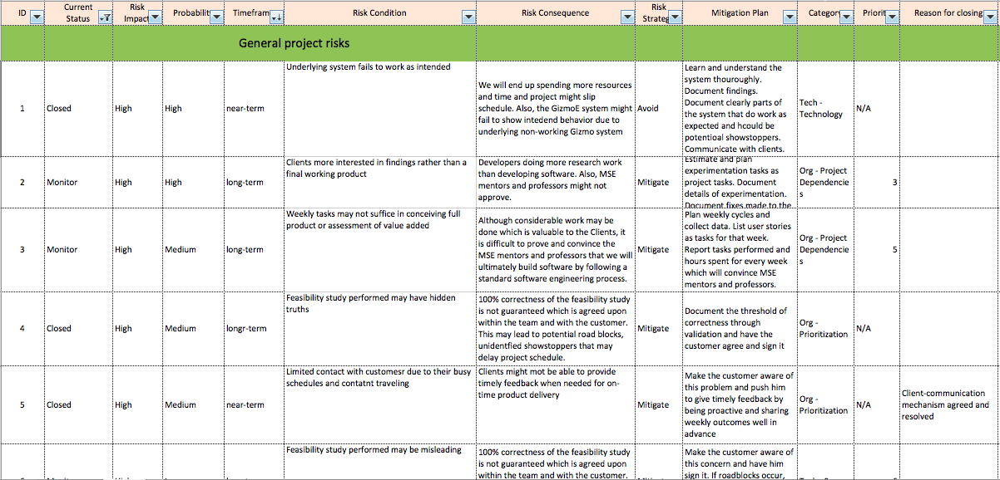 ID
Current
Status
Risk
Impact
Probabilit
Timefram
Risk Condition
Risk Consequence
Risk
Strateg
Mitigation Plan
Categor
Priorit
Reason for closing
General project risks
1
Closed
High
High
near-term
Underlying system fails to work as intended
We will end up spending more resources
and time and project might slip
schedule. Also, the GizmoE system might
fail to show intedend behavior due to
underlying non-working Gizmo system
Avoid
Learn and understand the
system thouroughly.
Document findings.
Document clearly parts of
the system that do work as
expected and hcould be
potentioal showstoppers.
Communicate with clients.
Tech -
Technology
N/A
2
Monitor
High
High
long-term
Clients more interested in findings rather than a
final working product
Developers doing more research work
than developing software. Also, MSE
mentors and professors might not
approve.
Mitigate
Estimate and plan
experimentation tasks as
project tasks. Document
details of experimentation.
Document fixes made to the
Org - Project
Dependencie
s
3
3
Monitor
High
Medium
long-term
Weekly tasks may not suffice in conceiving full
product or assessment of value added
Although considerable work may be
done which is valuable to the Clients, it
is difficult to prove and convince the
MSE mentors and professors that we will
ultimately build software by following a
standard software engineering process.
Mitigate
Plan weekly cycles and
collect data. List user stories
as tasks for that week.
Report tasks performed and
hours spent for every week
which will convince MSE
mentors and professors.
Org - Project
Dependencie
s
5
4
Closed
High
Medium
longr-term
Feasibility study performed may have hidden
truths
100% correctness of the feasibility study
is not guaranteed which is agreed upon
within the team and with the customer.
This may lead to potential road blocks,
unidentfied showstoppers that may
delay project schedule.
Mitigate
Document the threshold of
correctness through
validation and have the
customer agree and sign it
Org -
Prioritization
N/A
5
Closed
High
Medium
near-term
Limited contact with customesr due to their busy
schedules and contatnt traveling
Clients might mot be able to provide
timely feedback when needed for on-
time product delivery
Mitigate
Make the customer aware of
this problem and push him
to give timely feedback by
being proactive and sharing
weekly outcomes well in
advance
Org -
Prioritization
N/A
Client-communication
mechanism agreed and
resolved
Feasibility study performed may be misleading
100% correctness of the feasibility study
is not guaranteed which is agreed upon
within the team and with the customer.
Make the customer aware of
this concern and have him
sign it. If roadblocks occur,